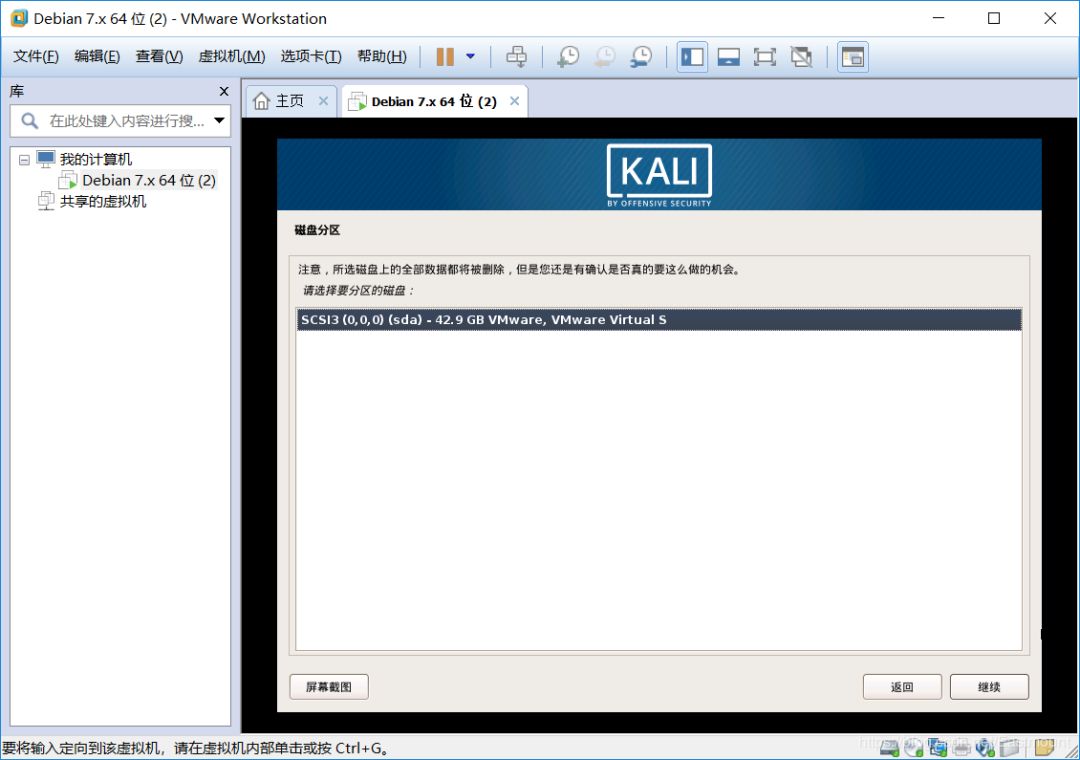 Debian 7.x 64 位 (2) - VMware Workstation
文件(F) 编辑(E) 查看(V) 虚拟机(M) 选项卡(T) 帮助(H)
库
在此处键入内容进行搜...
我的计算机
Debian 7.x 64 位 (2)
共享的虚拟机
主页 Debian 7.x 64 位 (2)
KALI
BY OFFENSIVE SECURITY
磁盘分区
注意，所选磁盘上的全部数据都将被删除，但是您还是有确认是否真的要这么做的机会。
请选择要分区的磁盘：
SCSI3 (0,0,0) (sda) - 42.9 GB VMware, VMware Virtual S
屏幕截图 返回 继续
要将输入定向到该虚拟机，请在虚拟机内部单击或按 Ctrl+G。